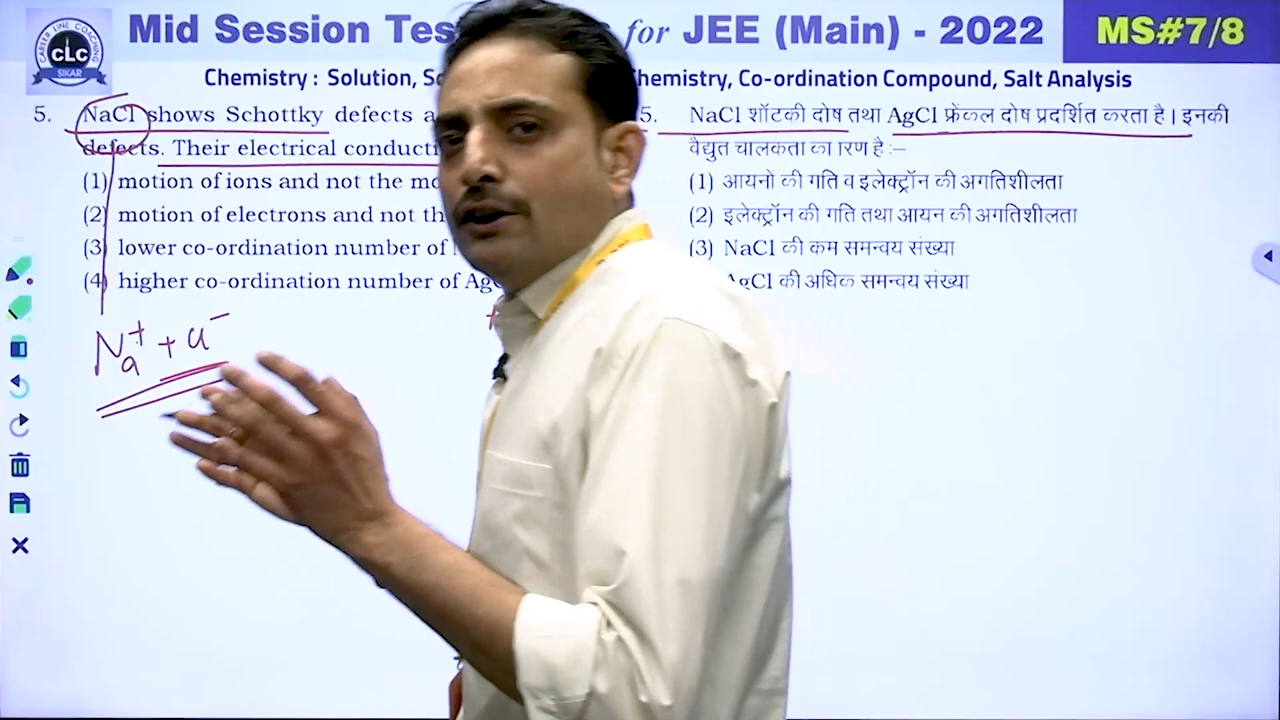 CAREER LINE COACHING
CLC
SIKAR
Mid Session Tes for JEE (Main) - 2022
MS#7/8
Chemistry : Solution, So hemistry, Co-ordination Compound, Salt Analysis
5. NaCl shows Schottky defects a
defects. Their electrical conducti
(1) motion of ions and not the mo
(2) motion of electrons and not th
(3) lower co-ordination number of
(4) higher co-ordination number of Ag
5. NaCl शॉटकी दोष तथा AgCl फ्रेंकल दोष प्रदर्शित करता है। इनकी
वैद्युत चालकता का रण है :–
(1) आयनो की गति व इलेक्ट्रॉन की अगतिशीलता
(2) इलेक्ट्रॉन की गति तथा आयन की अगतिशीलता
(3) NaCl की कम समन्वय संख्या
AgCl की अधिक समन्वय संख्या
Na+ + Cl−